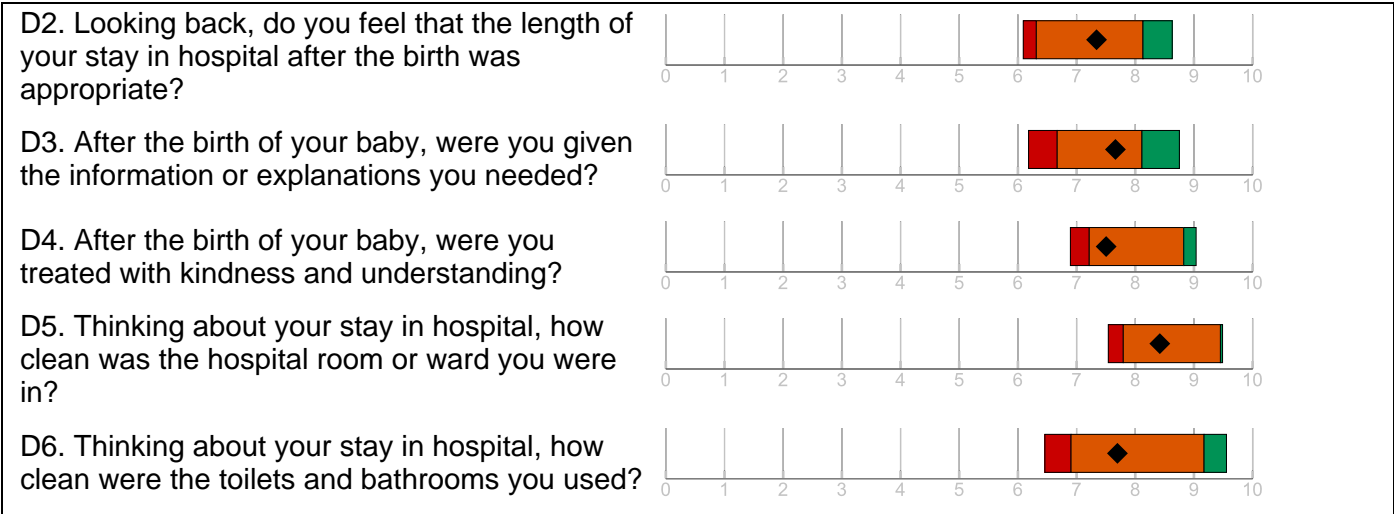 D2. Looking back, do you feel that the length of
your stay in hospital after the birth was
appropriate?
0 1 2 3 4 5 6 7 8 9 10
D3. After the birth of your baby, were you given
the information or explanations you needed?
0 1 2 3 4 5 6 7 8 9 10
D4. After the birth of your baby, were you
treated with kindness and understanding?
0 1 2 3 4 5 6 7 8 9 10
D5. Thinking about your stay in hospital, how
clean was the hospital room or ward you were
in?
0 1 2 3 4 5 6 7 8 9 10
D6. Thinking about your stay in hospital, how
clean were the toilets and bathrooms you used?
0 1 2 3 4 5 6 7 8 9 10